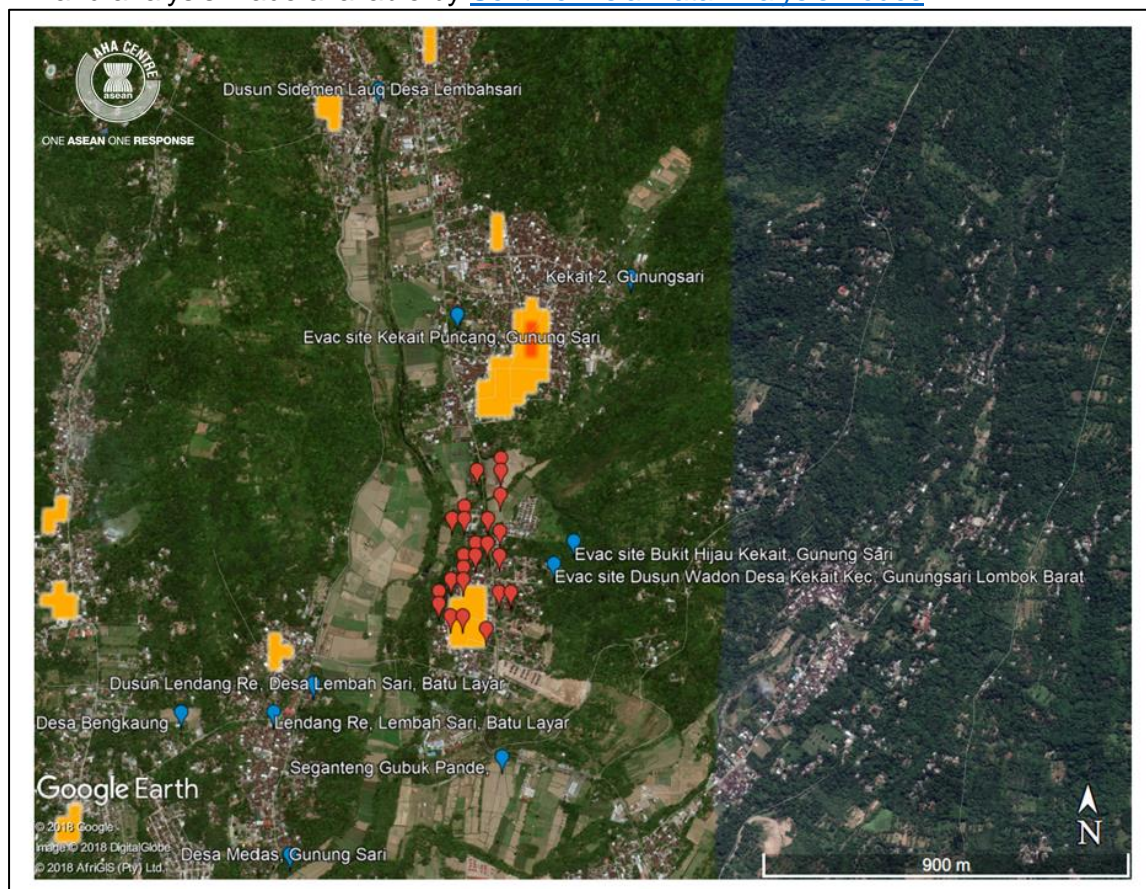 AHA CENTRE
asean
ONE ASEAN ONE RESPONSE
Dusun Sidemen Lauq Desa Lembahsari
Kekait 2, Gunungsari
Evac site Kekait Puncang, Gunung Sari
Evac site Bukit Hijau Kekait, Gunung Sari
Evac site Dusun Wadon Desa Kekait Kec. Gunungsari Lombok Barat
Dusun Lendang Re, Desa Lembah Sari, Batu Layar
Desa Bengkaung
Lendang Re, Lembah Sari, Batu Layar
Seganteng Gubuk Pande,
Google Earth
© 2018 Google
Image © 2018 DigitalGlobe
© 2018 AfriGIS (Pty) Ltd.
Desa Medas, Gunung Sari
N
900 m